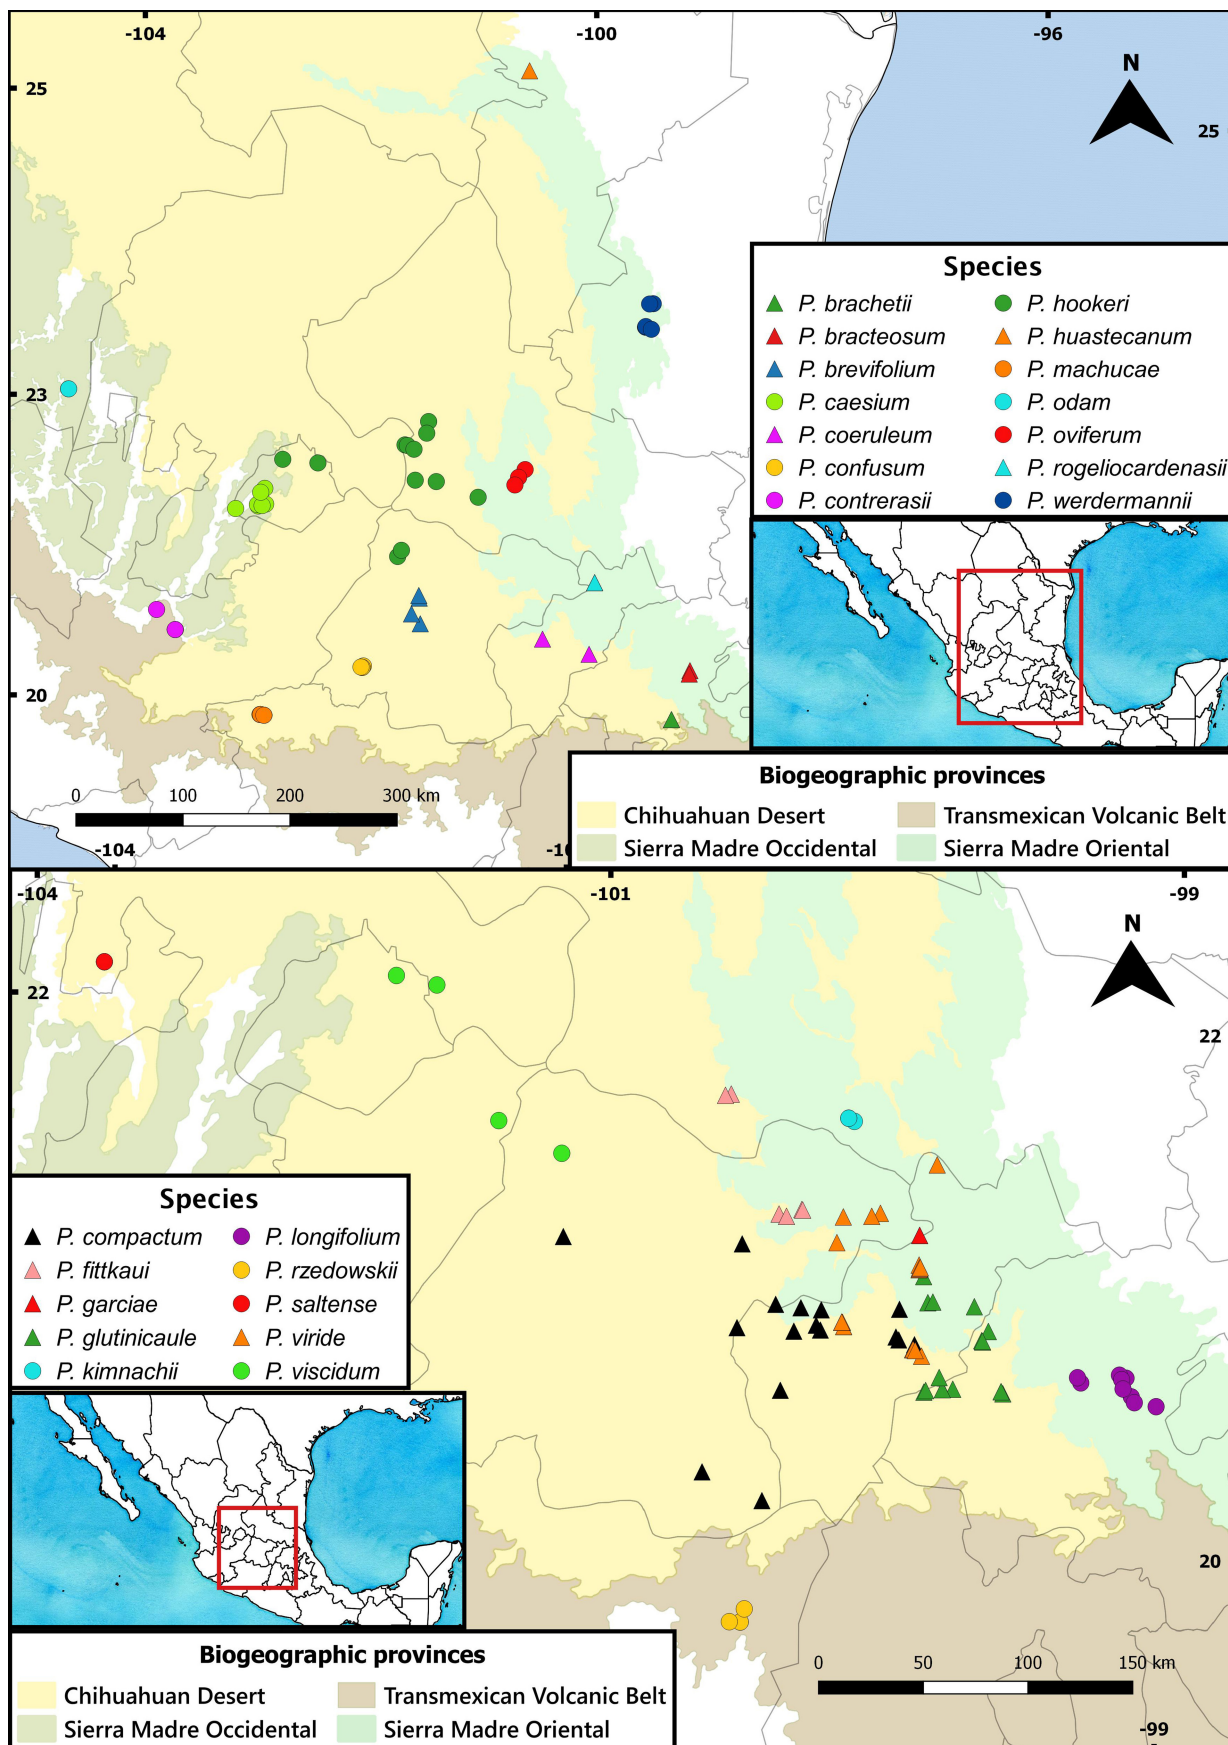 -104 -100 -96
N
25
25
Species
P. brachetii P. hookeri
P. bracteosum P. huastecanum
23
P. brevifolium P. machucae
P. caesium P. odam
P. coeruleum P. oviferum
P. confusum P. rogeliocardenasii
P. contrerasii P. werdermannii
20
Biogeographic provinces
0 100 200 300 km
Chihuahuan Desert Transmexican Volcanic Belt
Sierra Madre Occidental Sierra Madre Oriental
-104
-104 -101 -99
N
22
22
Species
P. compactum P. longifolium
P. fittkaui P. rzedowskii
P. garciae P. saltense
P. glutinicaule P. viride
P. kimnachii P. viscidum
20
Biogeographic provinces
0 50 100 150 km
Chihuahuan Desert Transmexican Volcanic Belt
Sierra Madre Occidental Sierra Madre Oriental
-99